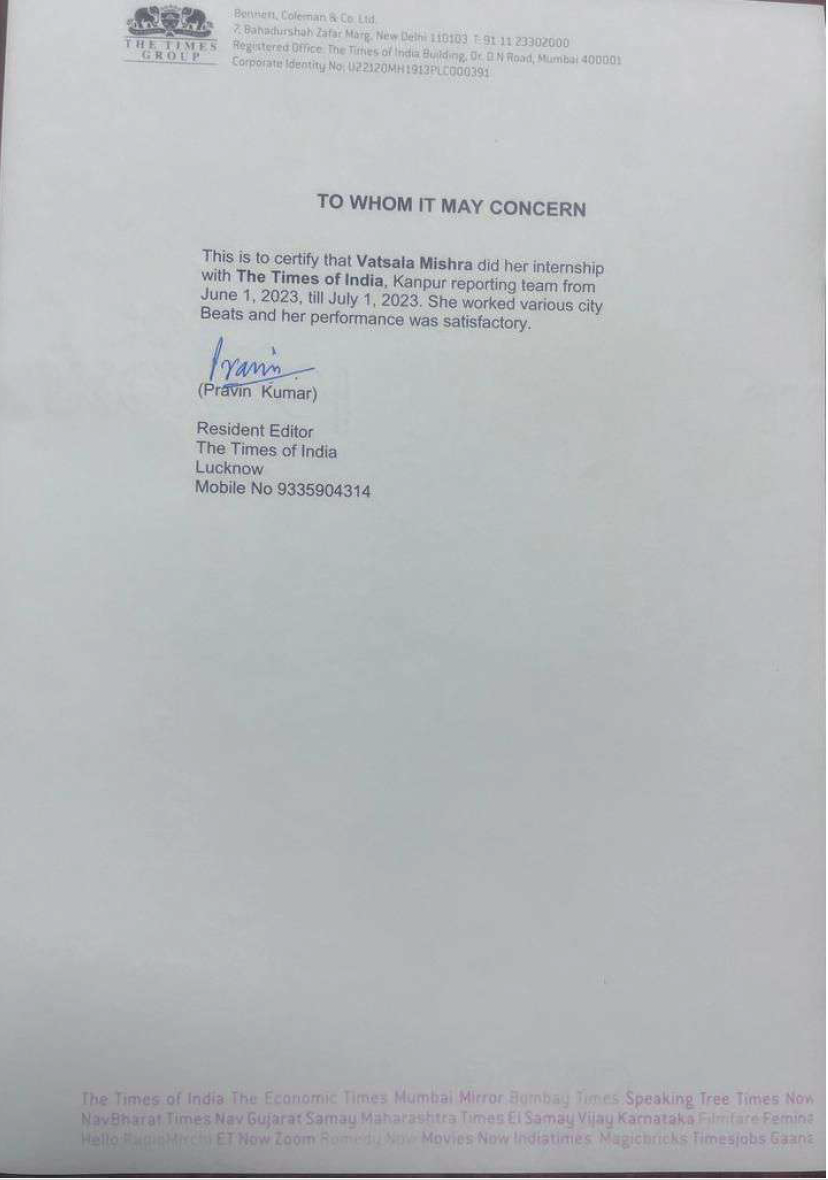 THE TIMES
GROUP
Bennett, Coleman & Co. Ltd.
7, Bahadurshah Zafar Marg, New Delhi 110103 T: 91 11 23302000
Registered Office: The Times of India Building, Dr. D N Road, Mumbai 400001
Corporate Identity No: U22120MH1913PLC000391
TO WHOM IT MAY CONCERN
This is to certify that Vatsala Mishra did her internship
with The Times of India, Kanpur reporting team from
June 1, 2023, till July 1, 2023. She worked various city
Beats and her performance was satisfactory.
Pravin
(Pravin Kumar)
Resident Editor
The Times of India
Lucknow
Mobile No 9335904314
The Times of India The Economic Times Mumbai Mirror Bombay Times Speaking Tree Times Now
NavBharat Times Nav Gujarat Samay Maharashtra Times Ei Samay Vijay Karnataka Filmfare Femina
Hello RadioMirchi ET Now Zoom Romedy Now Movies Now Indiatimes Magicbricks Timesjobs Gaana